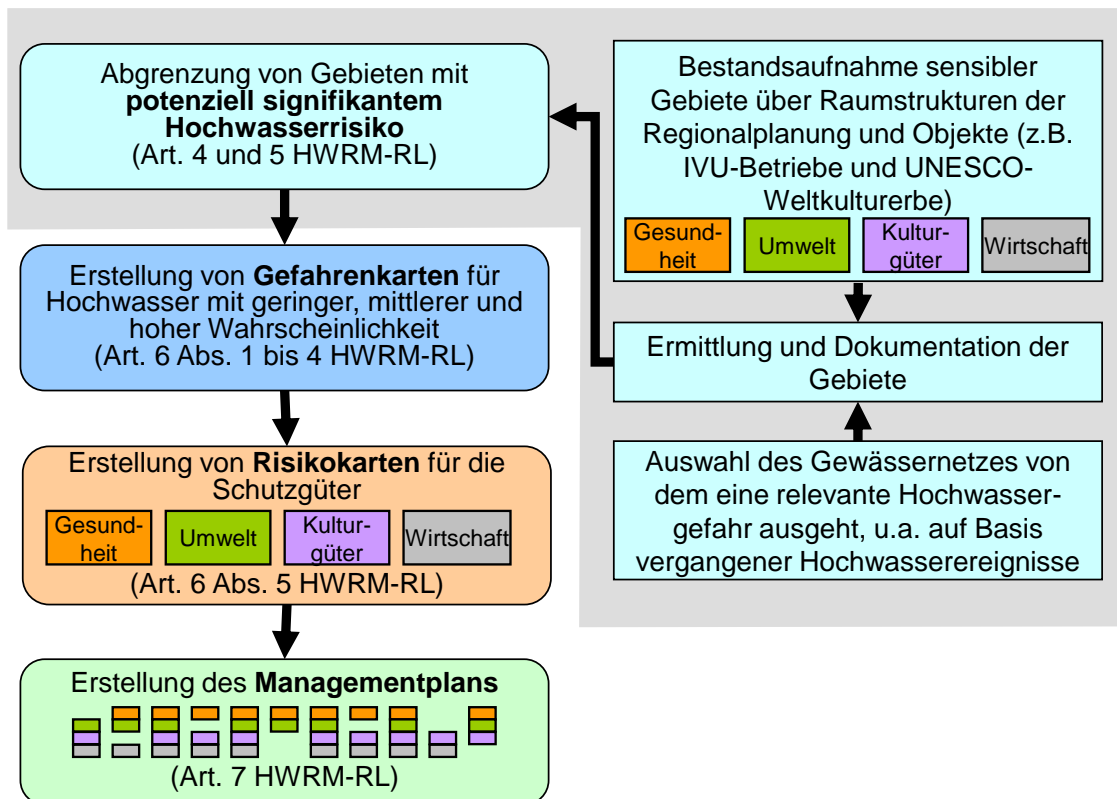 Abgrenzung von Gebieten mit
potenziell signifikantem
Hochwasserrisiko
(Art. 4 und 5 HWRM-RL)
Erstellung von Gefahrenkarten für
Hochwasser mit geringer, mittlerer und
hoher Wahrscheinlichkeit
(Art. 6 Abs. 1 bis 4 HWRM-RL)
Erstellung von Risikokarten für die
Schutzgüter
Gesund-
heit
Umwelt
Kultur-
güter
Wirtschaft
(Art. 6 Abs. 5 HWRM-RL)
Erstellung des Managementplans
(Art. 7 HWRM-RL)
Bestandsaufnahme sensibler
Gebiete über Raumstrukturen der
Regionalplanung und Objekte (z.B.
IVU-Betriebe und UNESCO-
Weltkulturerbe)
Gesund-
heit
Umwelt
Kultur-
güter
Wirtschaft
Ermittlung und Dokumentation der
Gebiete
Auswahl des Gewässernetzes von
dem eine relevante Hochwasser-
gefahr ausgeht, u.a. auf Basis
vergangener Hochwasserereignisse